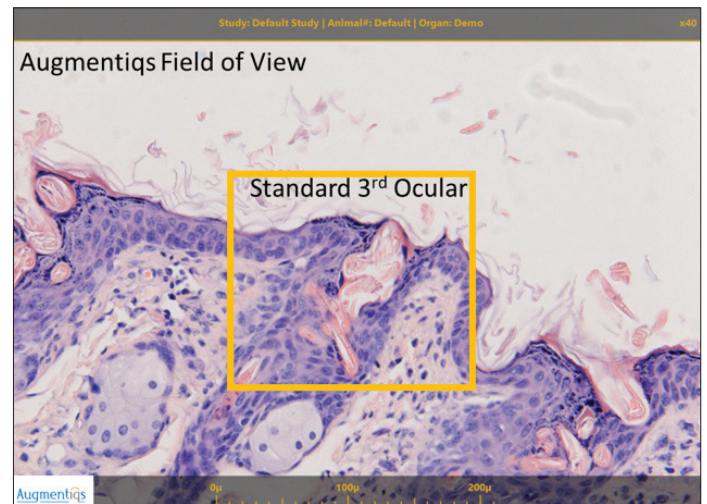 Study: Default Study | Animal#: Default | Organ: Demo
x40
Augmentiqs Field of View
Standard 3rd Ocular
Augmentiqs
0µ
100µ
200µ